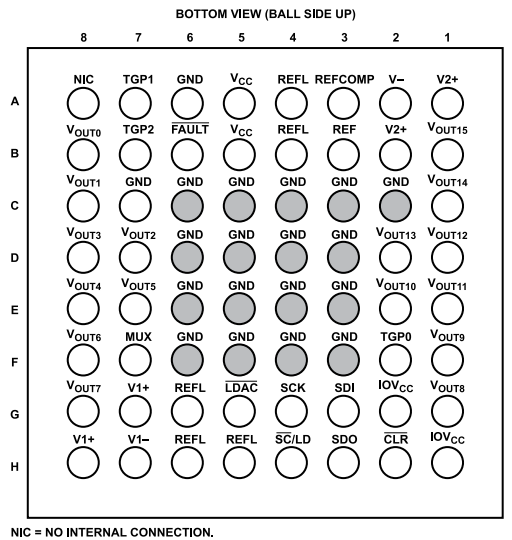 BOTTOM VIEW (BALL SIDE UP)
8 7 6 5 4 3 2 1
NIC TGP1 GND VCC REFL REFCOMP V– V2+
A
VOUT0 TGP2 FAULT VCC REFL REF V2+ VOUT15
B
VOUT1 GND GND GND GND GND GND VOUT14
C
VOUT3 VOUT2 GND GND GND GND VOUT13 VOUT12
D
VOUT4 VOUT5 GND GND GND GND VOUT10 VOUT11
E
VOUT6 MUX GND GND GND GND TGP0 VOUT9
F
VOUT7 V1+ REFL LDAC SCK SDI IOVCC VOUT8
G
V1+ V1– REFL REFL SC/LD SDO CLR IOVCC
H
NIC = NO INTERNAL CONNECTION.